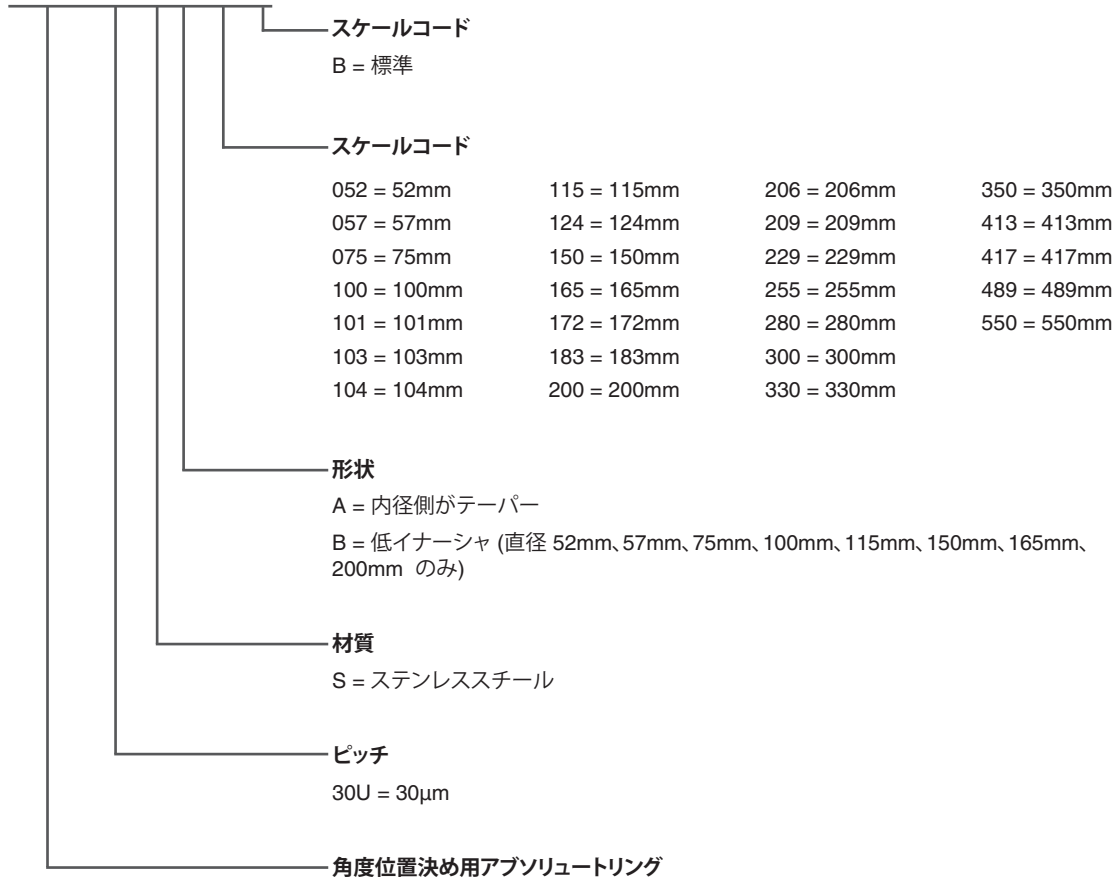 スケールコード
B = 標準
スケールコード
052 = 52mm 115 = 115mm 206 = 206mm 350 = 350mm
057 = 57mm 124 = 124mm 209 = 209mm 413 = 413mm
075 = 75mm 150 = 150mm 229 = 229mm 417 = 417mm
100 = 100mm 165 = 165mm 255 = 255mm 489 = 489mm
101 = 101mm 172 = 172mm 280 = 280mm 550 = 550mm
103 = 103mm 183 = 183mm 300 = 300mm
104 = 104mm 200 = 200mm 330 = 330mm
形状
A = 内径側がテーパー
B = 低イナーシャ (直径 52mm、57mm、75mm、100mm、115mm、150mm、165mm、
200mm のみ)
材質
S = ステンレススチール
ピッチ
30U = 30µm
角度位置決め用アブソリュートリング